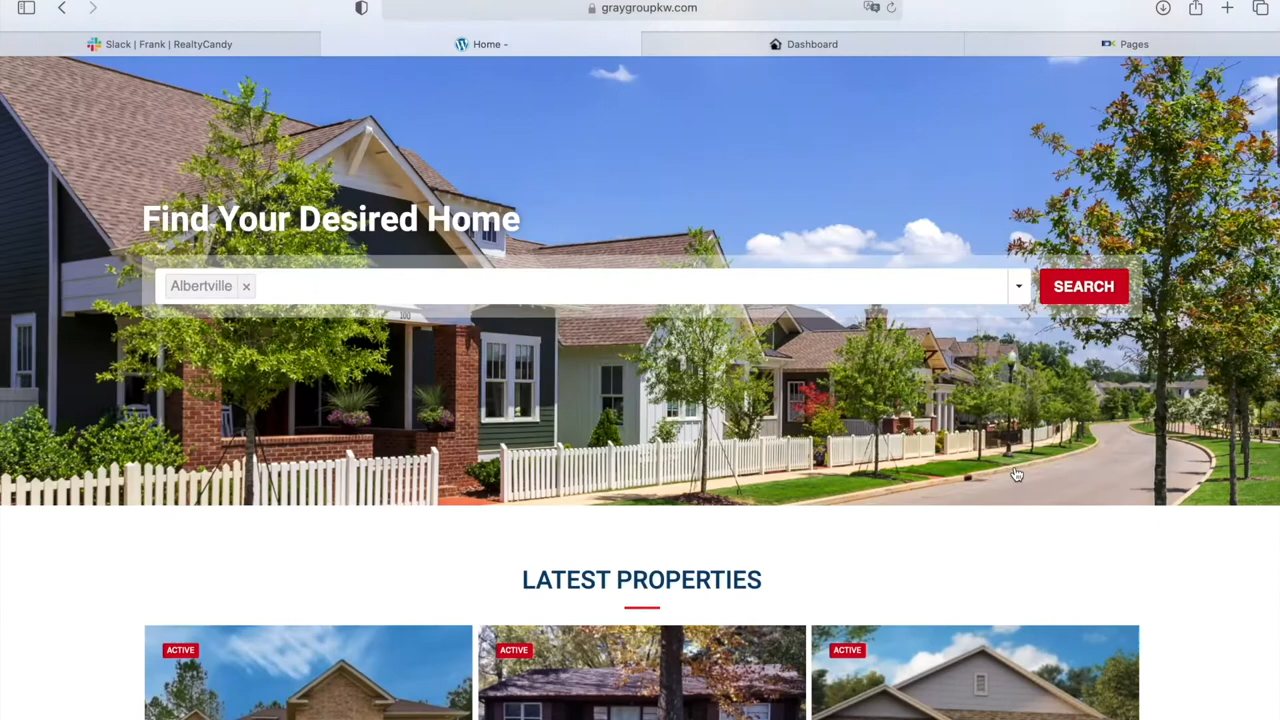 graygroupkw.com
Slack | Frank | RealtyCandy
Home -
Dashboard
Pages
Find Your Desired Home
Albertville ×
SEARCH
100
LATEST PROPERTIES
ACTIVE
ACTIVE
ACTIVE